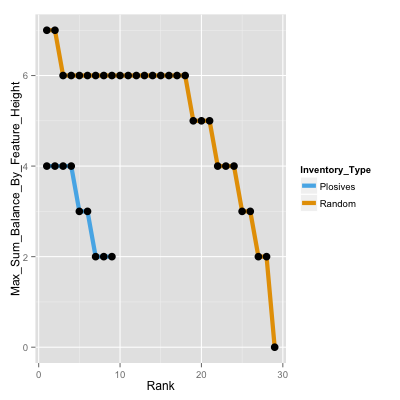 Max_Sum_Balance_By_Feature_Height
6
4
2
0
0 10 20 30
Rank
Inventory_Type
Plosives
Random